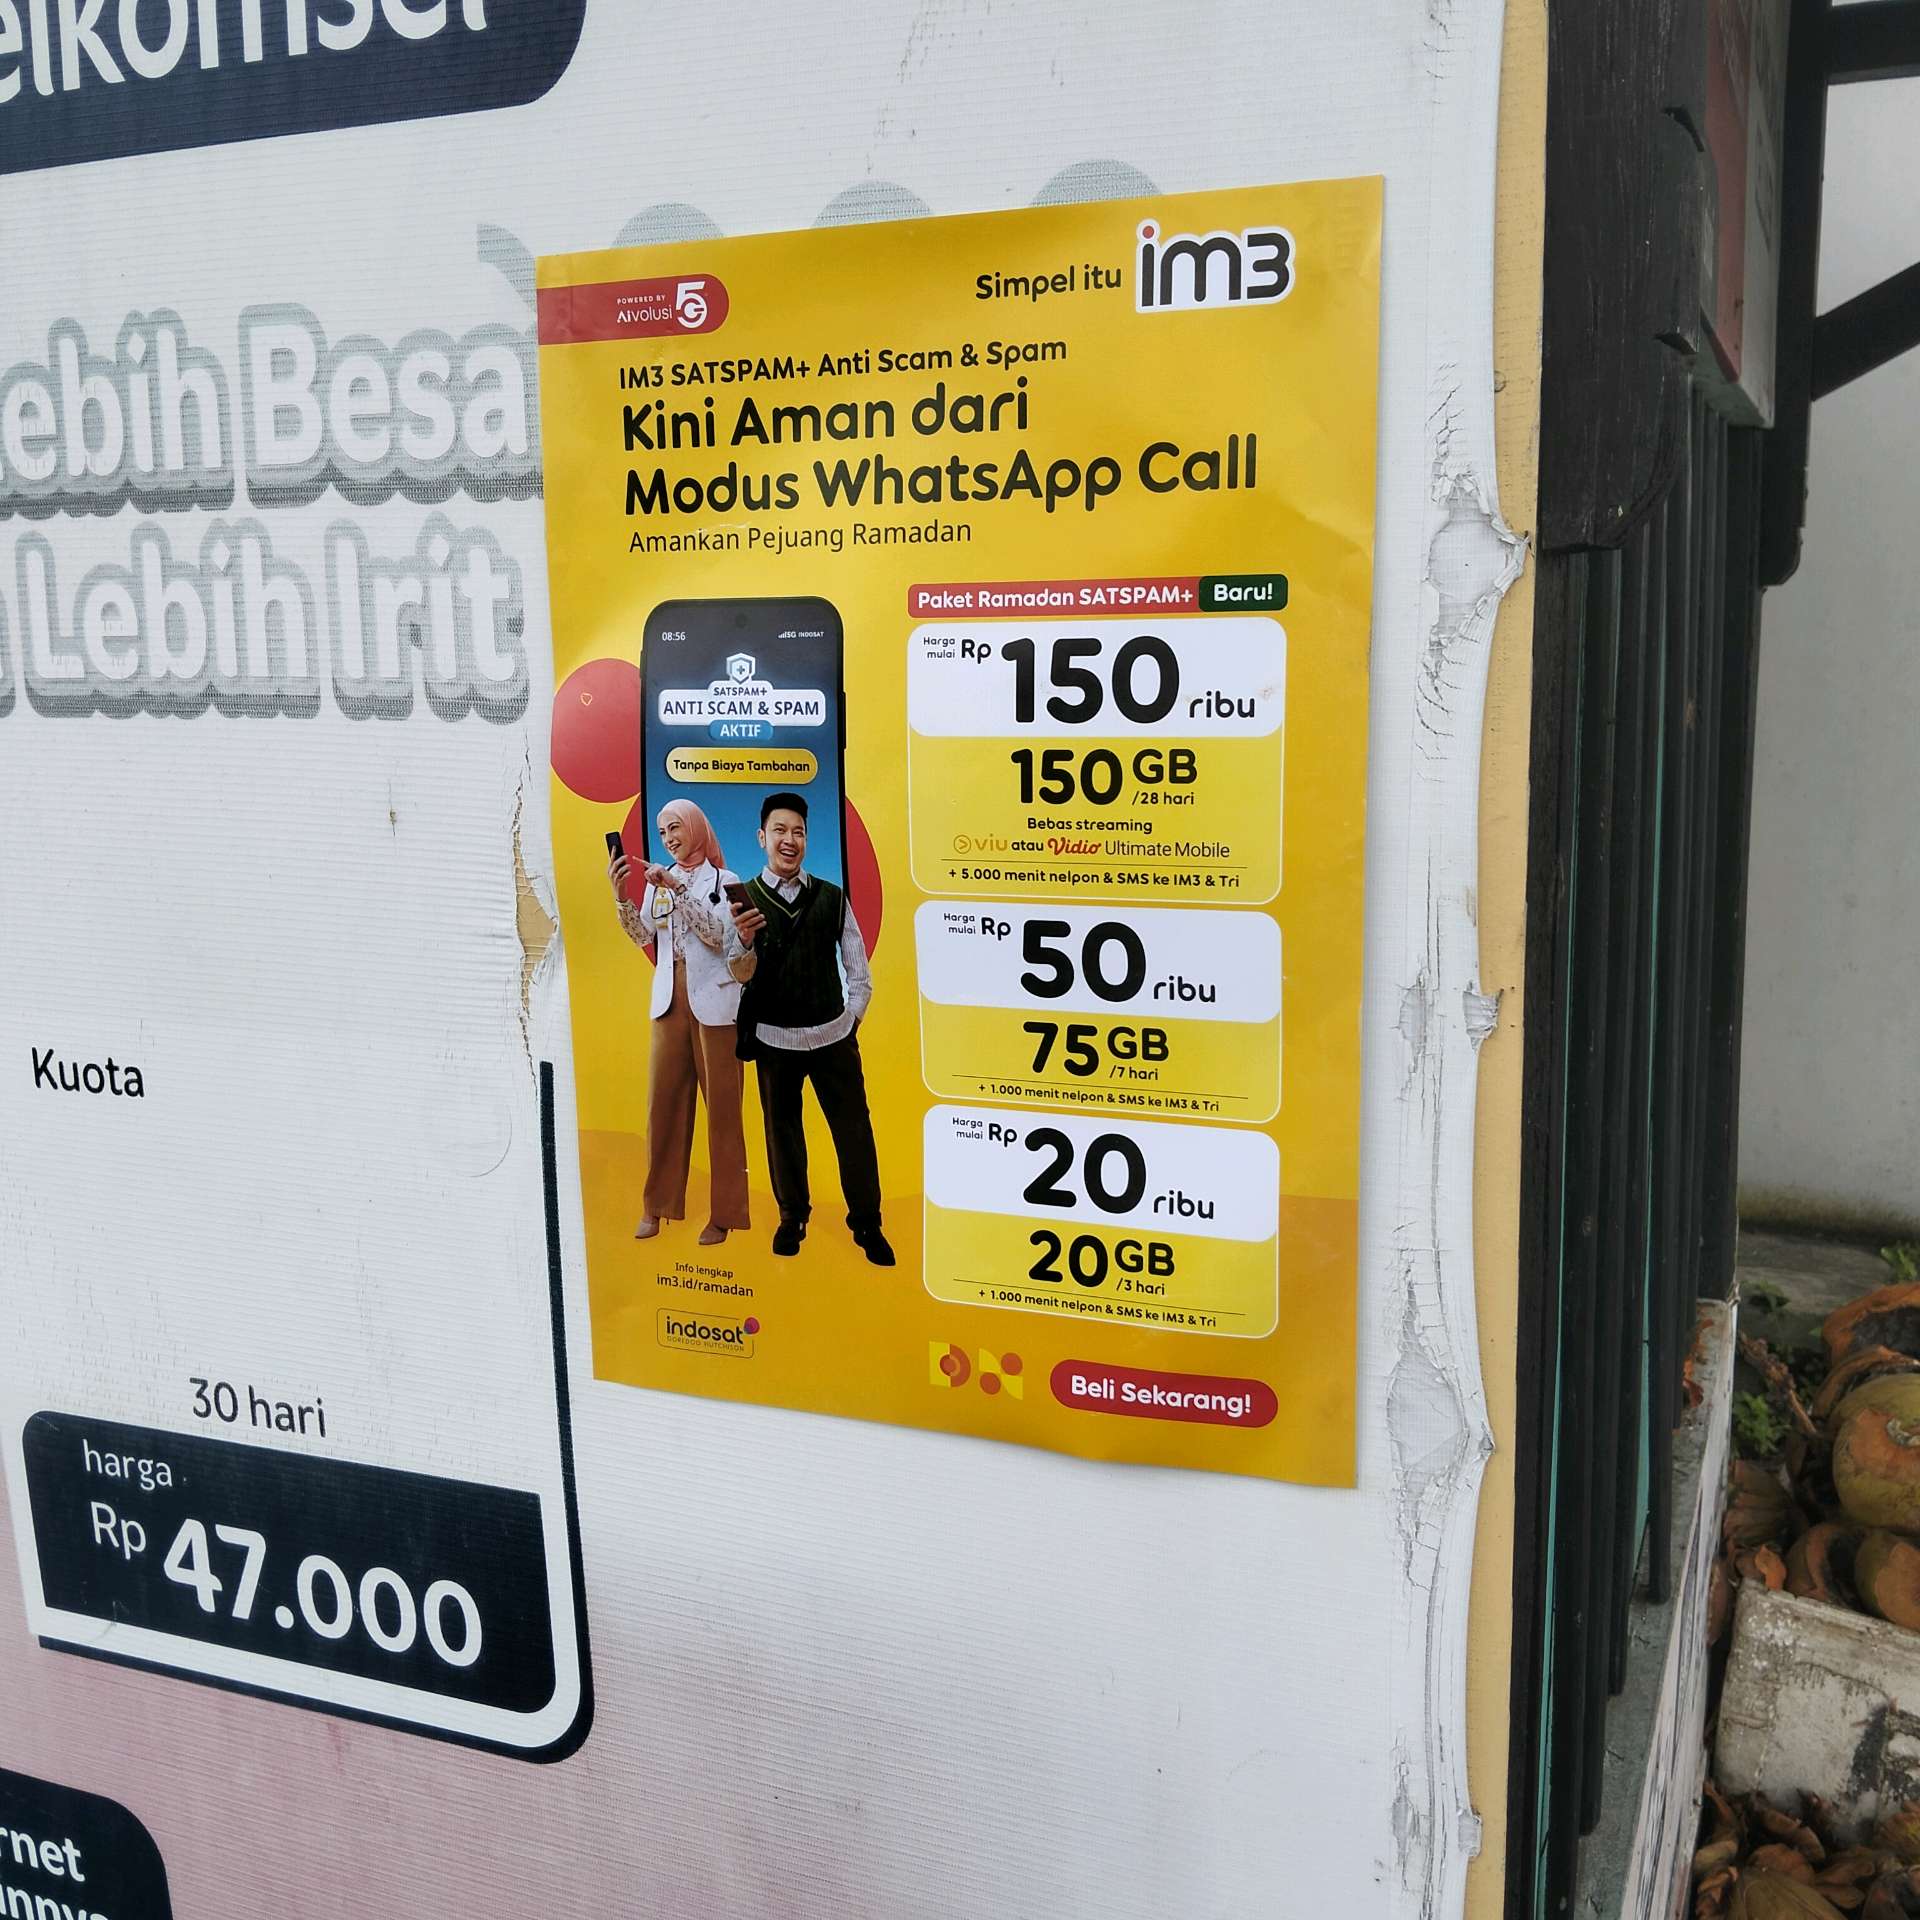 Simpel itu im3
POWERED BY
AIvolusi 5G
IM3 SATSPAM+ Anti Scam & Spam
Kini Aman dari
Modus WhatsApp Call
Amankan Pejuang Ramadan
Paket Ramadan SATSPAM+ Baru!
08:56
5G INDOSAT
SATSPAM+
ANTI SCAM & SPAM
AKTIF
Tanpa Biaya Tambahan
Harga mulai Rp 150 ribu
150 GB
/28 hari
Bebas streaming
viu atau Vidio Ultimate Mobile
+ 5.000 menit nelpon & SMS ke IM3 & Tri
Harga mulai Rp 50 ribu
75 GB
/7 hari
+ 1.000 menit nelpon & SMS ke IM3 & Tri
Harga mulai Rp 20 ribu
20 GB
/3 hari
+ 1.000 menit nelpon & SMS ke IM3 & Tri
Info lengkap
im3.id/ramadan
indosat
OOREDOO HUTCHISON
Beli Sekarang!
elkomsel
ebih Besa
Lebih Irit
Kuota
30 hari
harga
Rp 47.000
rnet